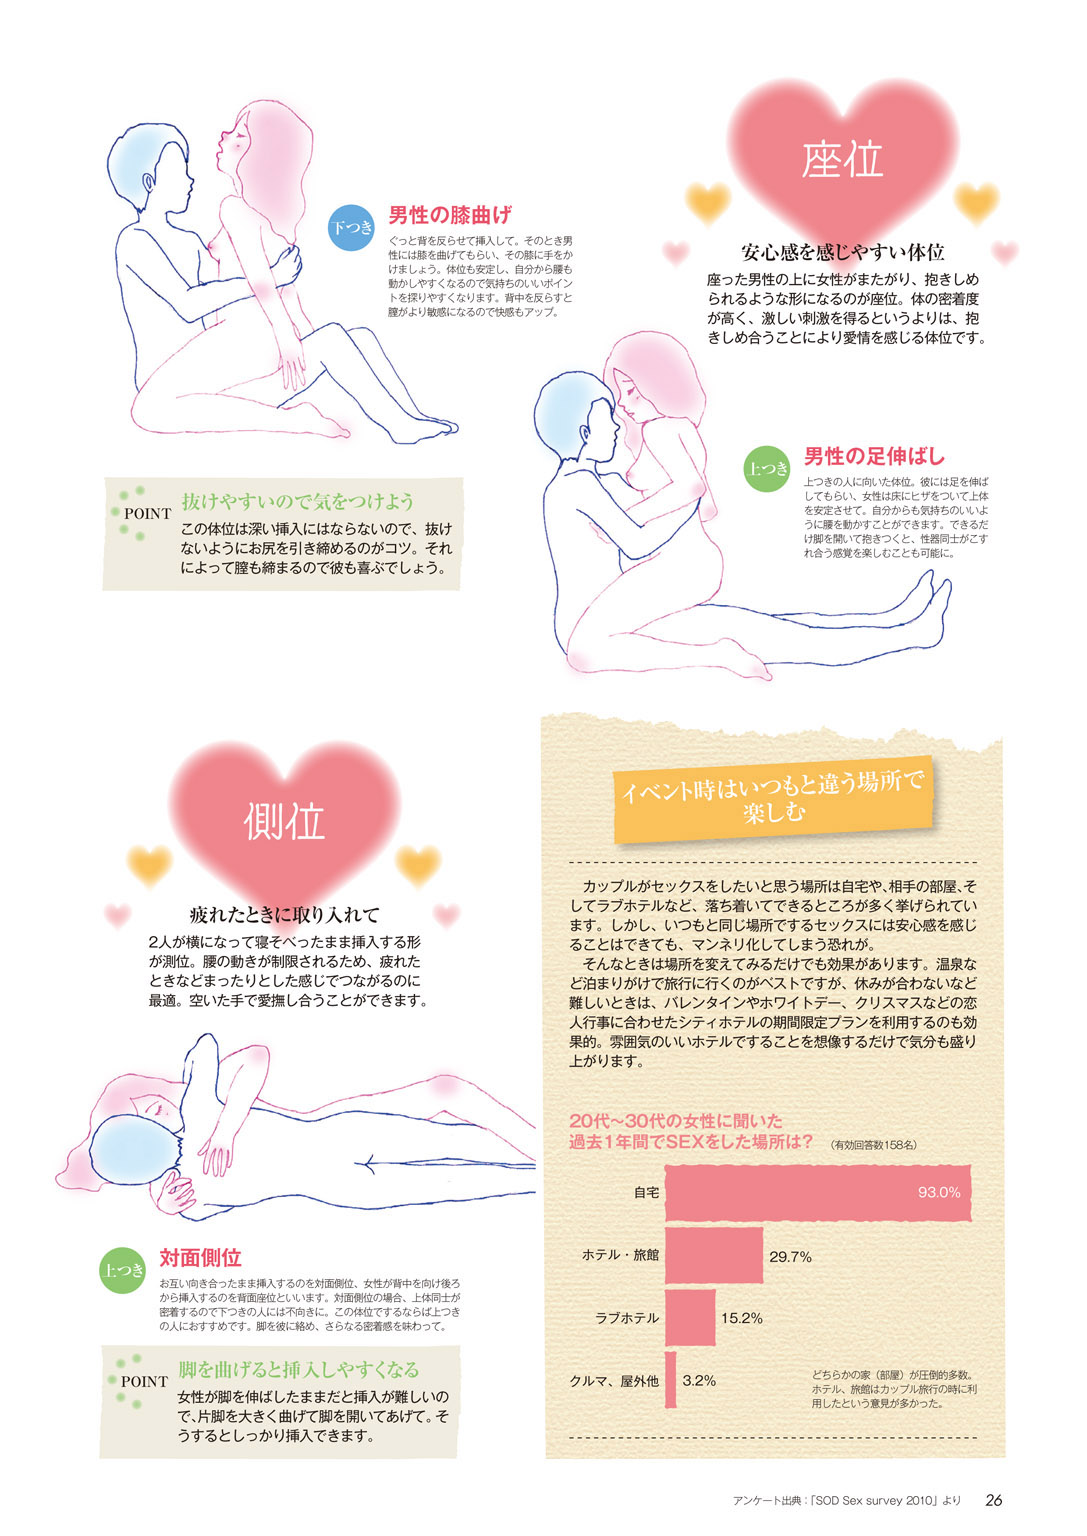 座位
安心感を感じやすい体位
座った男性の上に女性がまたがり、抱きしめ
られるような形になるのが座位。体の密着度
が高く、激しい刺激を得るというよりは、抱
きしめ合うことにより愛情を感じる体位です。
下つき
男性の膝曲げ
ぐっと背を反らせて挿入して。そのとき男
性には膝を曲げてもらい、その膝に手をか
けましょう。体位も安定し、自分から腰も
動かしやすくなるので気持ちのいいポイン
トを探りやすくなります。背中を反らすと
膣がより敏感になるので快感もアップ。
POINT
抜けやすいので気をつけよう
この体位は深い挿入にはならないので、抜け
ないようにお尻を引き締めるのがコツ。それ
によって膣も締まるので彼も喜ぶでしょう。
上つき
男性の足伸ばし
上つきの人に向いた体位。彼には足を伸ば
してもらい、女性は床にヒザをついて上体
を安定させて。自分からも気持ちのいいよ
うに腰を動かすことができます。できるだ
け脚を開いて抱きつくと、性器同士がこす
れ合う感覚を楽しむことも可能に。
側位
疲れたときに取り入れて
2人が横になって寝そべったまま挿入する形
が測位。腰の動きが制限されるため、疲れた
ときなどまったりとした感じでつながるのに
最適。空いた手で愛撫し合うことができます。
上つき
対面側位
お互い向き合ったまま挿入するのを対面側位、女性が背中を向け後ろ
から挿入するのを背面座位といいます。対面側位の場合、上体同士が
密着するので下つきの人には不向きに。この体位でするならば上つき
の人におすすめです。脚を彼に絡め、さらなる密着感を味わって。
POINT
脚を曲げると挿入しやすくなる
女性が脚を伸ばしたままだと挿入が難しいの
で、片脚を大きく曲げて脚を開いてあげて。そ
うするとしっかり挿入できます。
イベント時はいつもと違う場所で
楽しむ
カップルがセックスをしたいと思う場所は自宅や、相手の部屋、そ
してラブホテルなど、落ち着いてできるところが多く挙げられてい
ます。しかし、いつもと同じ場所でするセックスには安心感を感じ
ることはできても、マンネリ化してしまう恐れが。
そんなときは場所を変えてみるだけでも効果があります。温泉な
ど泊まりがけで旅行に行くのがベストですが、休みが合わないなど
難しいときは、バレンタインやホワイトデー、クリスマスなどの恋
人行事に合わせたシティホテルの期間限定プランを利用するのも効
果的。雰囲気のいいホテルですることを想像するだけで気分も盛り
上がります。
20代〜30代の女性に聞いた
過去1年間でSEXをした場所は？（有効回答数158名）
自宅 93.0%
ホテル・旅館 29.7%
ラブホテル 15.2%
クルマ、屋外他 3.2%
どちらかの家（部屋）が圧倒的多数。
ホテル、旅館はカップル旅行の時に利
用したという意見が多かった。
アンケート出典：「SOD Sex survey 2010」より 26